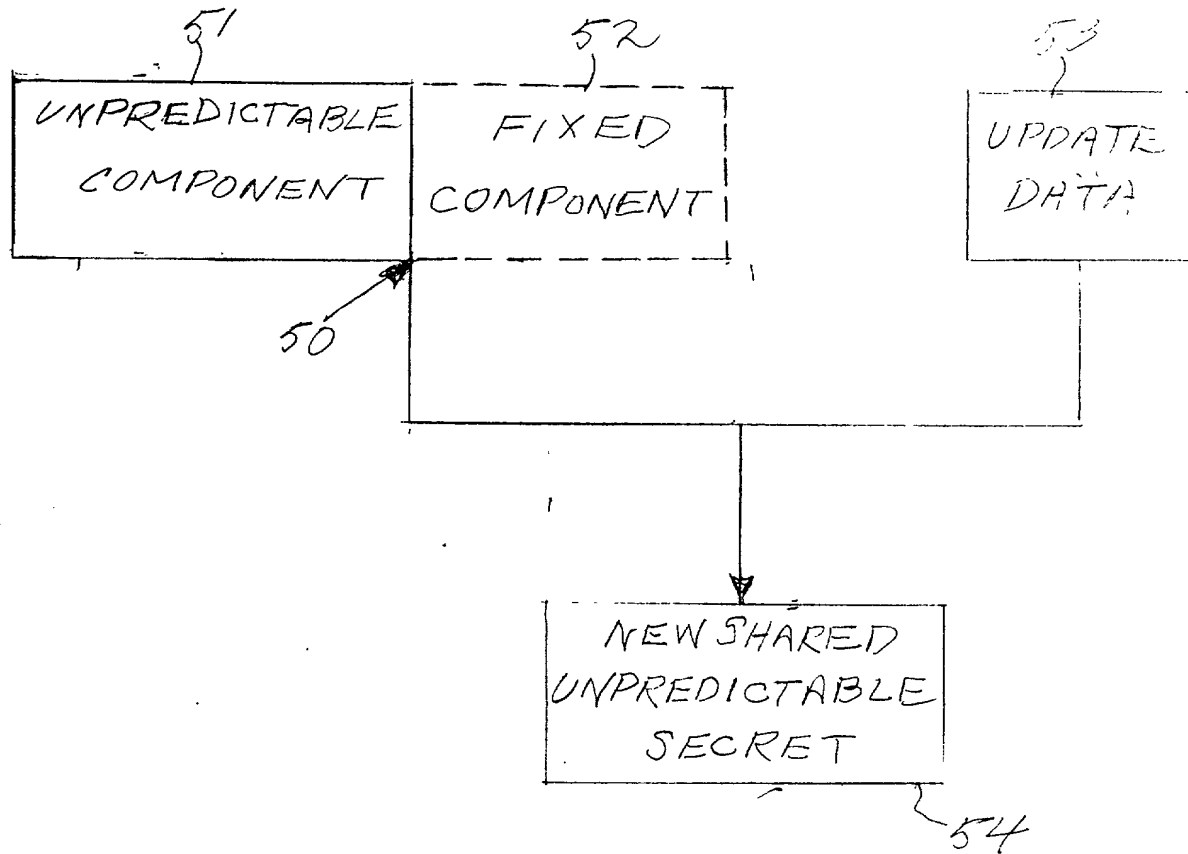 51
52
53
UNPREDICTABLE
COMPONENT
FIXED
COMPONENT
UPDATE
DATA
50
NEW SHARED
UNPREDICTABLE
SECRET
54